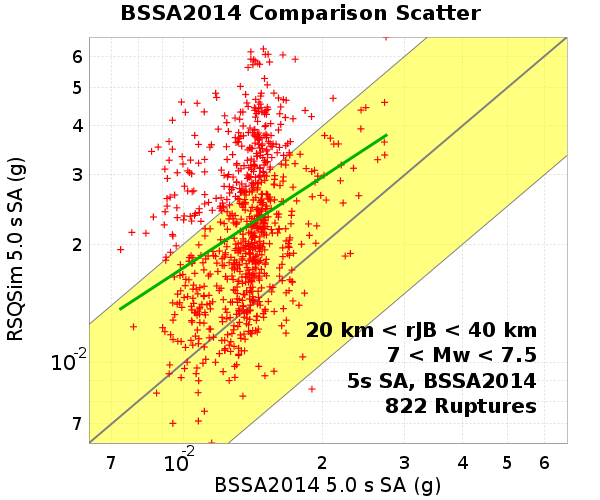 BSSA2014 Comparison Scatter
RSQSim 5.0 s SA (g)
6
5
4
3
2
10-2
7
20 km < rJB < 40 km
7 < Mw < 7.5
5s SA, BSSA2014
822 Ruptures
7 10-2 2 3 4 5 6
BSSA2014 5.0 s SA (g)